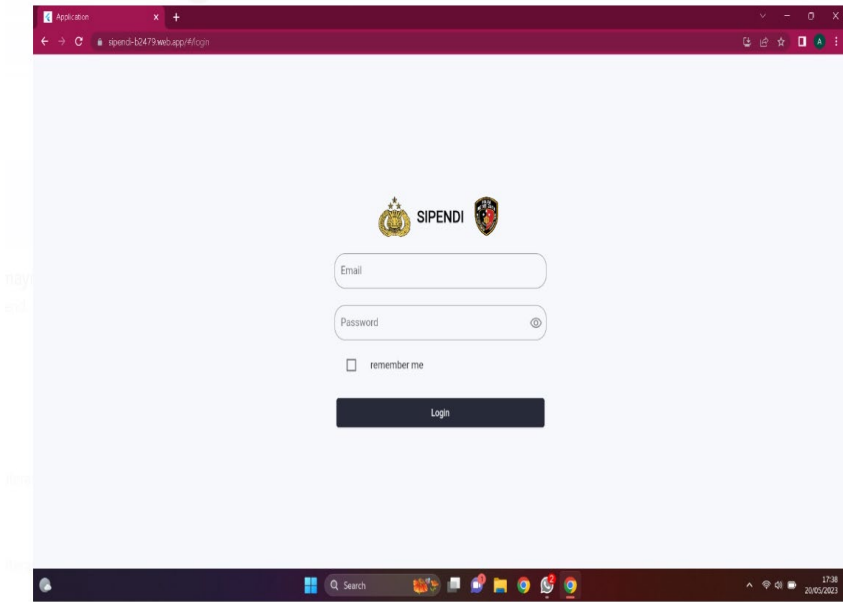 Application
sipendi-b2479.web.app/#/login
SIPENDI
Email
Password
remember me
Login
Search
17:38
20/05/2023